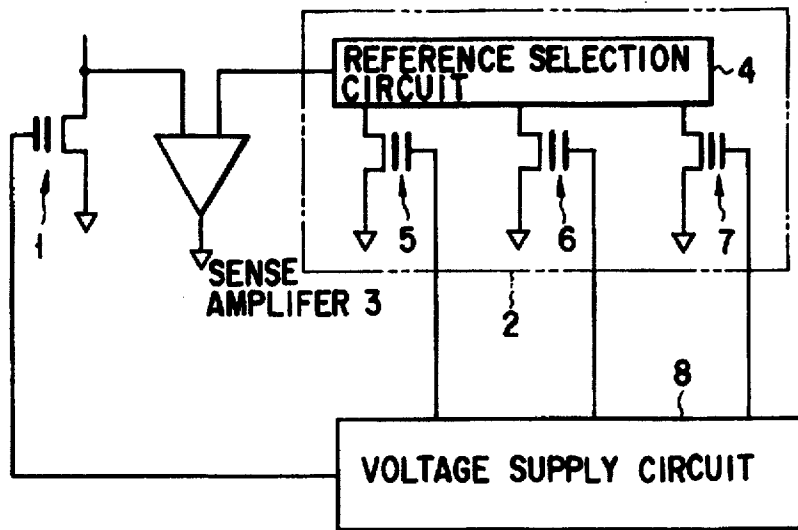 REFERENCE SELECTION
CIRCUIT
4
1
5
6
7
SENSE
AMPLIFER 3
2
8
VOLTAGE SUPPLY CIRCUIT